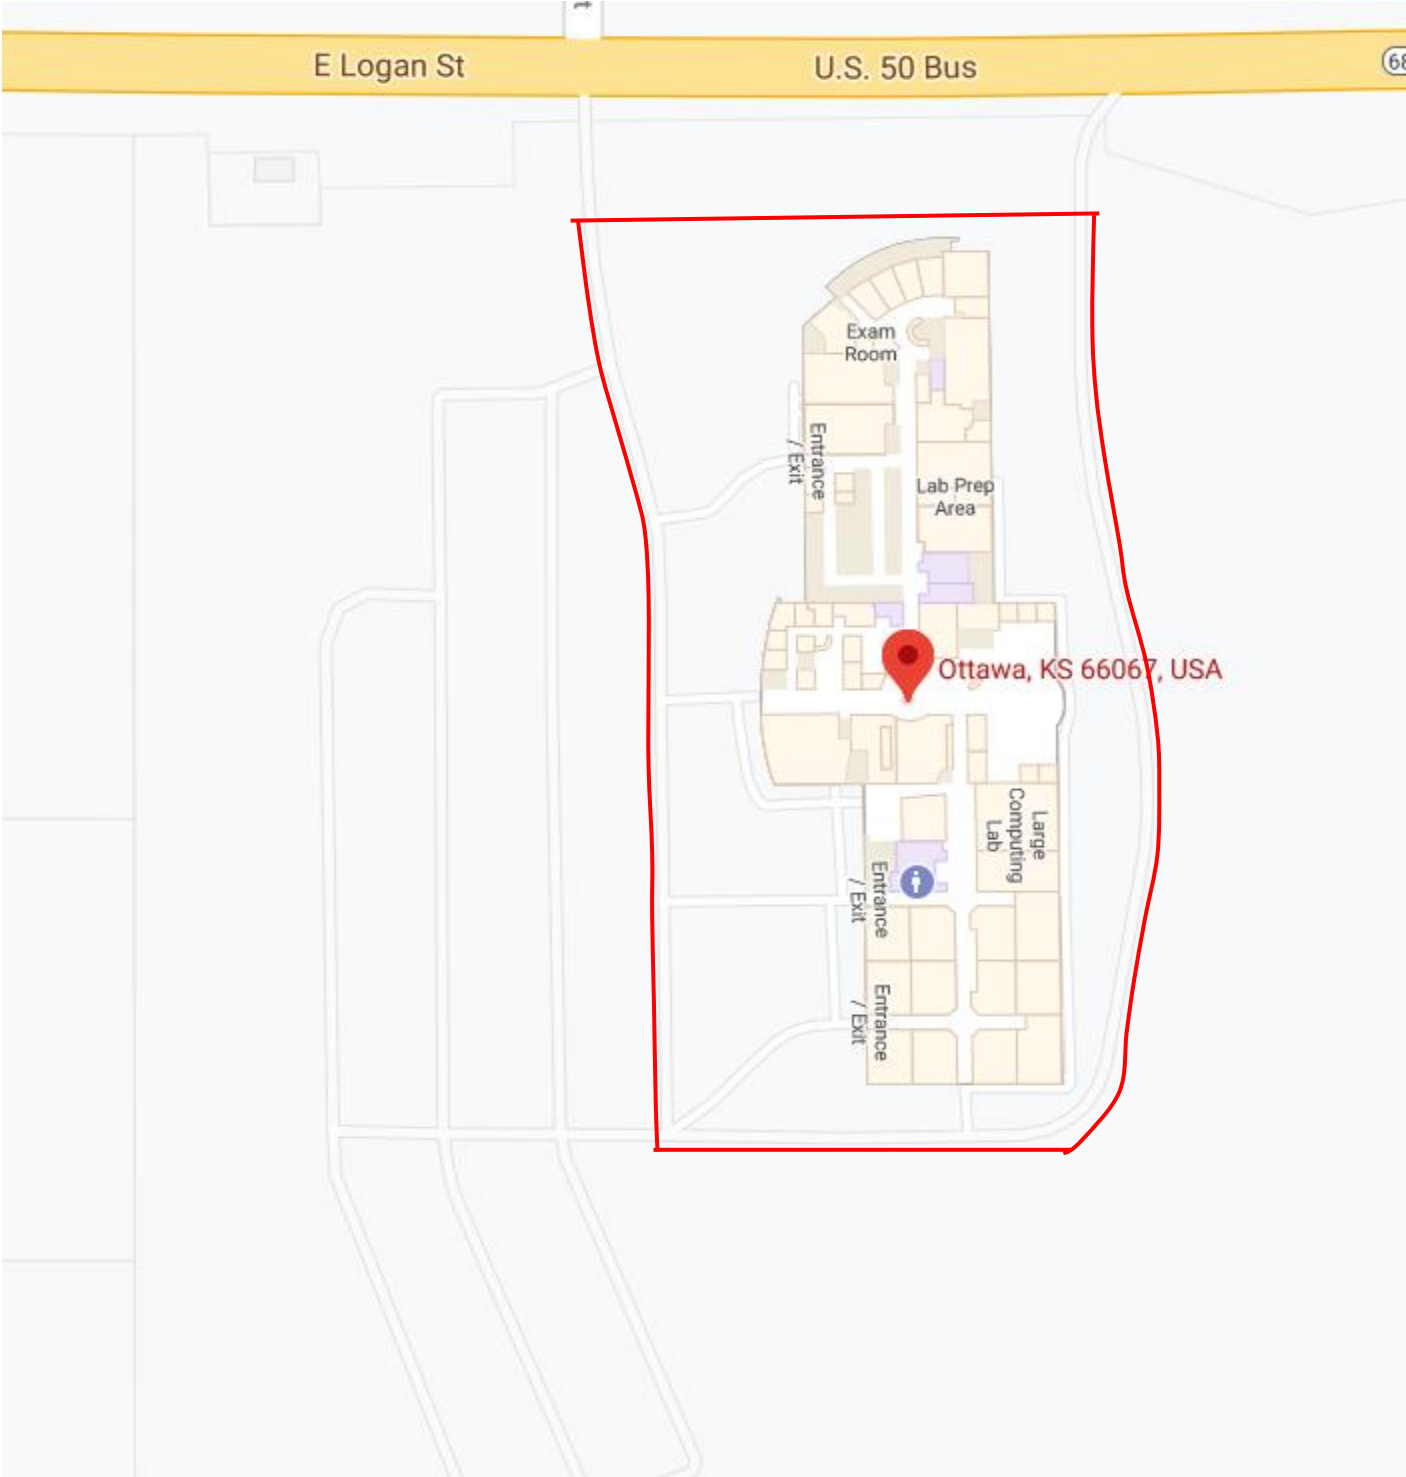 E Logan St
U.S. 50 Bus
68
Exam
Room
Entrance
/ Exit
Lab Prep
Area
Ottawa, KS 66067, USA
Large
Computing
Lab
Entrance
/ Exit
Entrance
/ Exit